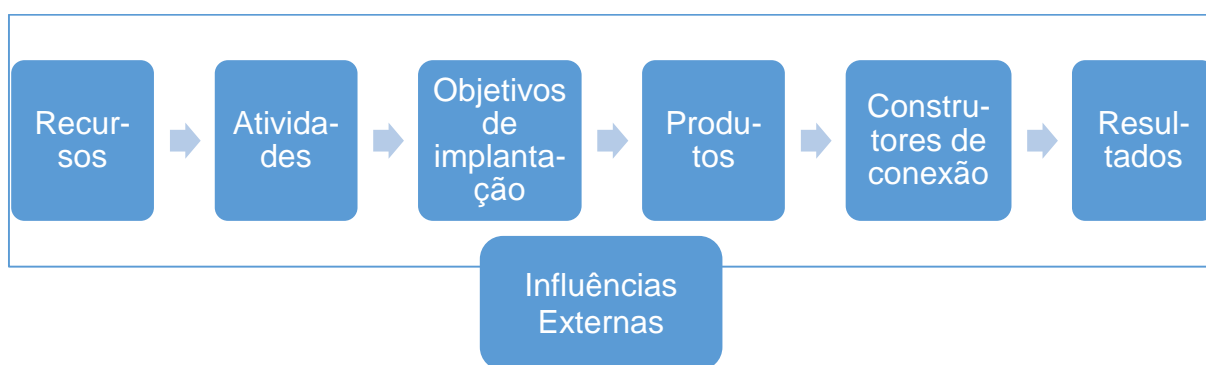 Recur-
sos
Ativida-
des
Objetivos
de
implanta-
ção
Produ-
tos
Constru-
tores de
conexão
Resul-
tados
Influências
Externas